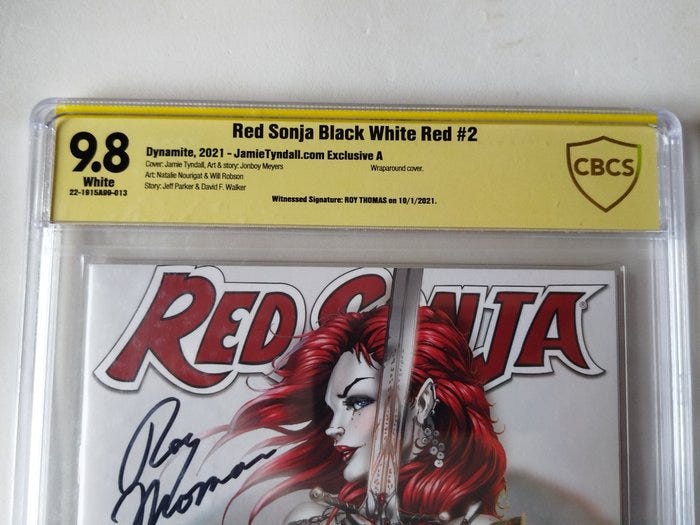 Red Sonja Black White Red #2
9.8
White
22-1915A99-013
Dynamite, 2021 - JamieTyndall.com Exclusive A
Cover: Jamie Tyndall, Art & story: Jonboy Meyers
Wraparound cover.
Art: Natalie Nourigat & Will Robson
Story: Jeff Parker & David F. Walker
Witnessed Signature: ROY THOMAS on 10/1/2021.
CBCS
RED SONJA
Roy
Thomas